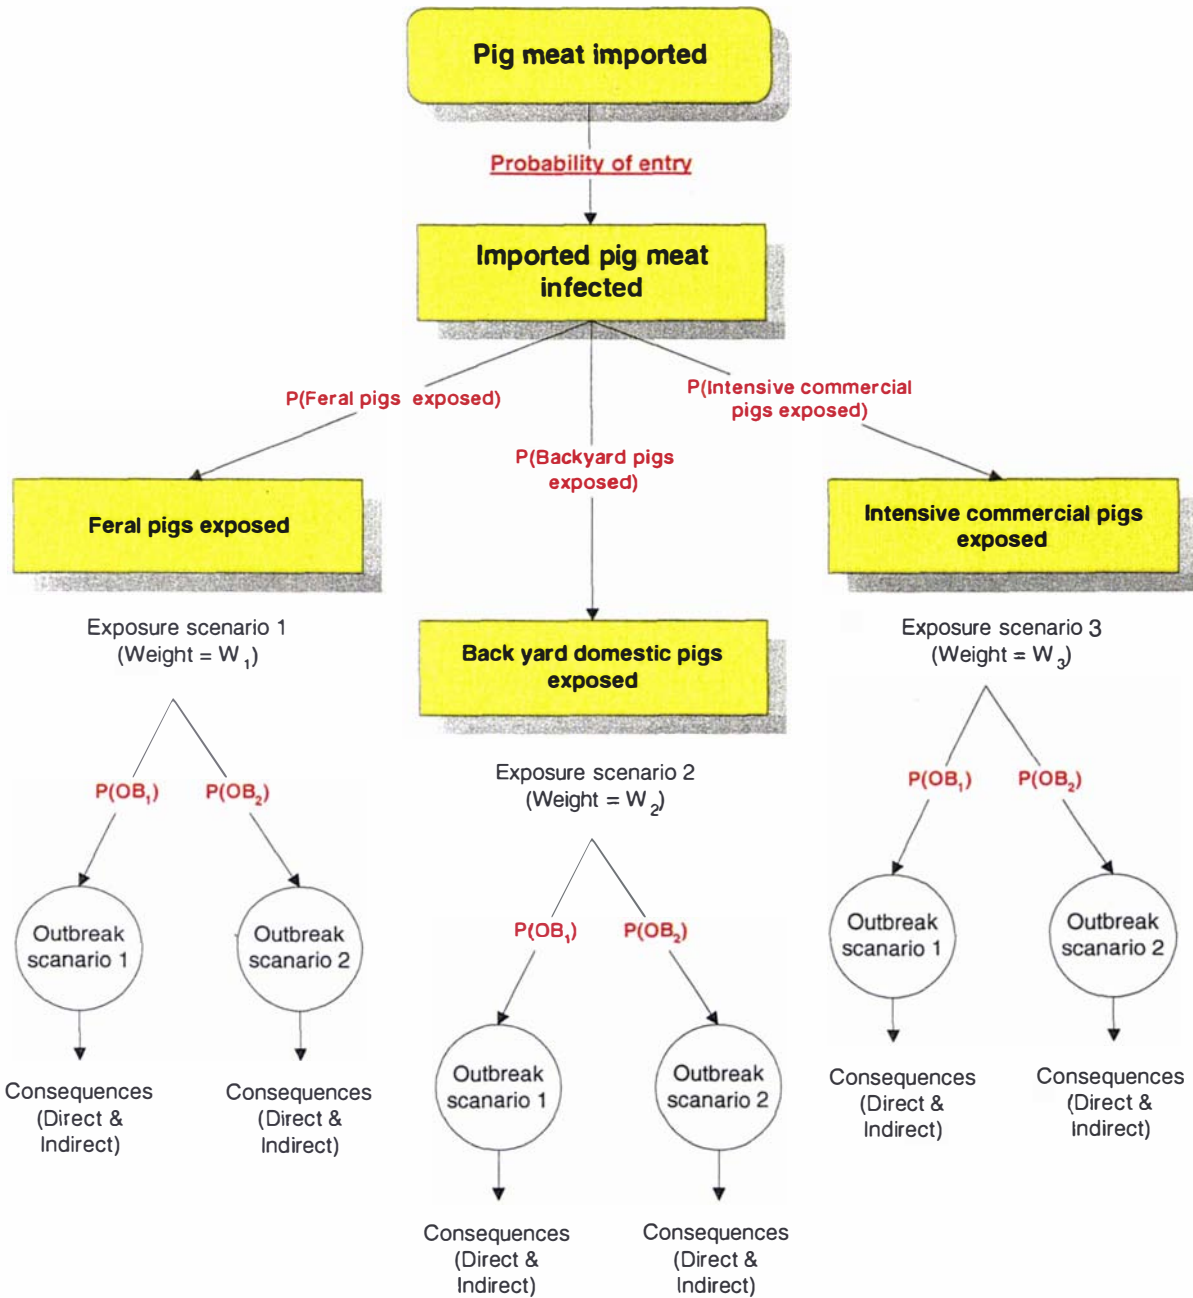 Pig meat imported
Probability of entry
Imported pig meat
infected
P(Feral pigs exposed)
P(Intensive commercial
pigs exposed)
P(Backyard pigs
exposed)
Feral pigs exposed
Intensive commercial pigs
exposed
Exposure scenario 1
(Weight = W₁)
Back yard domestic pigs
exposed
Exposure scenario 3
(Weight = W₃)
Exposure scenario 2
(Weight = W₂)
P(OB₁) P(OB₂)
P(OB₁) P(OB₂)
P(OB₁) P(OB₂)
Outbreak
scanario 1
Outbreak
scanario 2
Outbreak
scanario 1
Outbreak
scanario 2
Outbreak
scanario 1
Outbreak
scanario 2
Consequences
(Direct &
Indirect)
Consequences
(Direct &
Indirect)
Consequences
(Direct &
Indirect)
Consequences
(Direct &
Indirect)
Consequences
(Direct &
Indirect)
Consequences
(Direct &
Indirect)